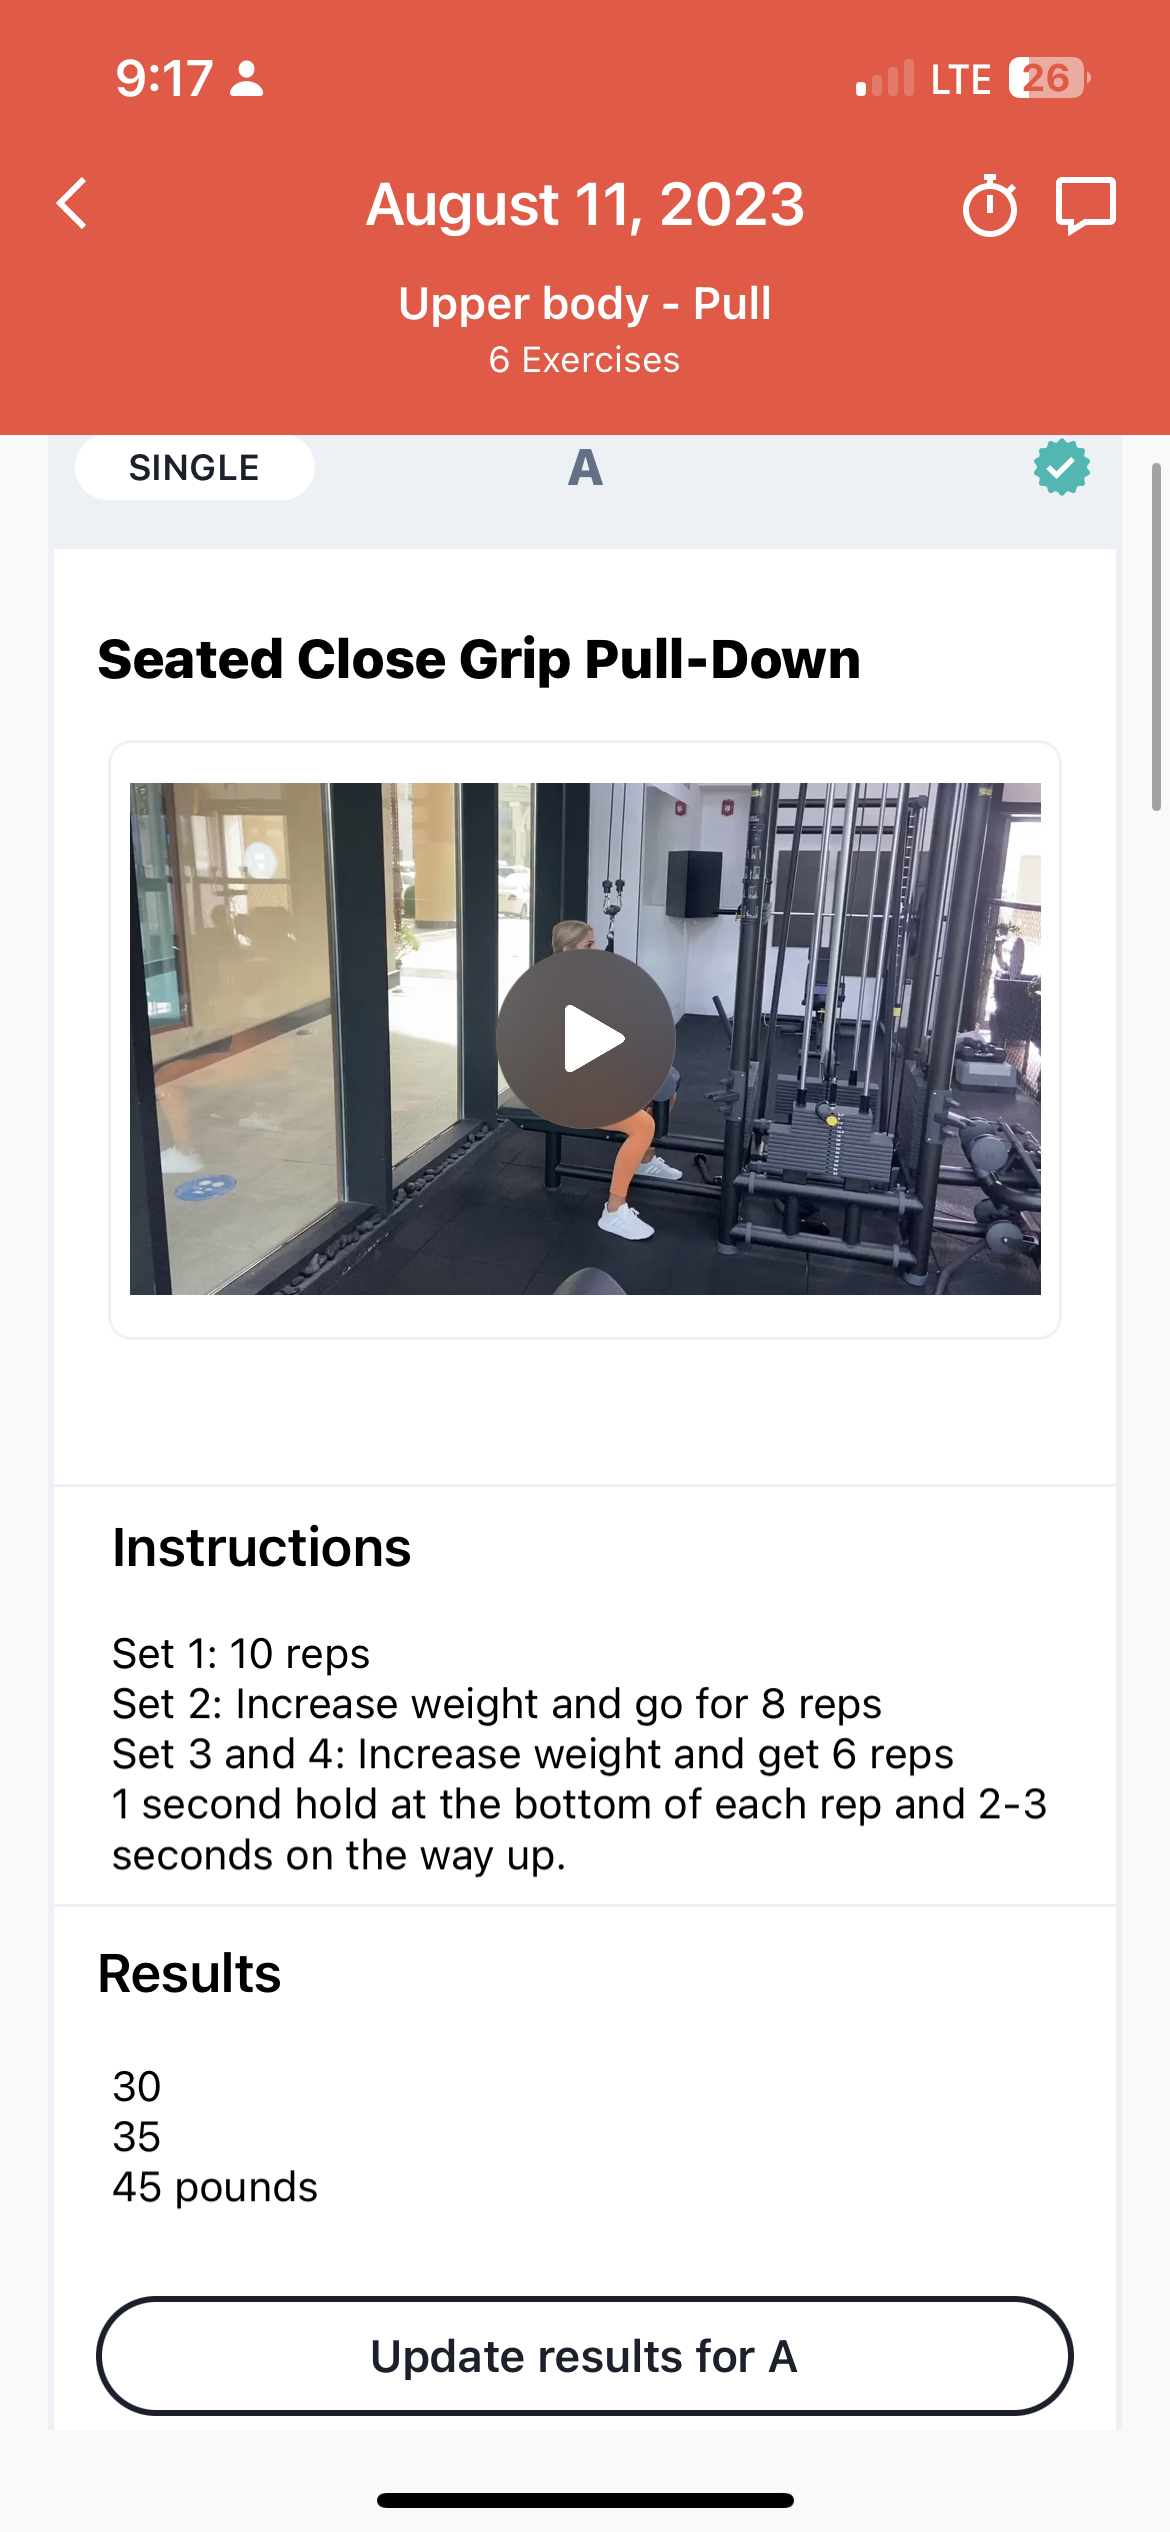 9:17
LTE 26
August 11, 2023
Upper body - Pull
6 Exercises
SINGLE A
Seated Close Grip Pull-Down
Instructions
Set 1: 10 reps
Set 2: Increase weight and go for 8 reps
Set 3 and 4: Increase weight and get 6 reps
1 second hold at the bottom of each rep and 2-3
seconds on the way up.
Results
30
35
45 pounds
Update results for A